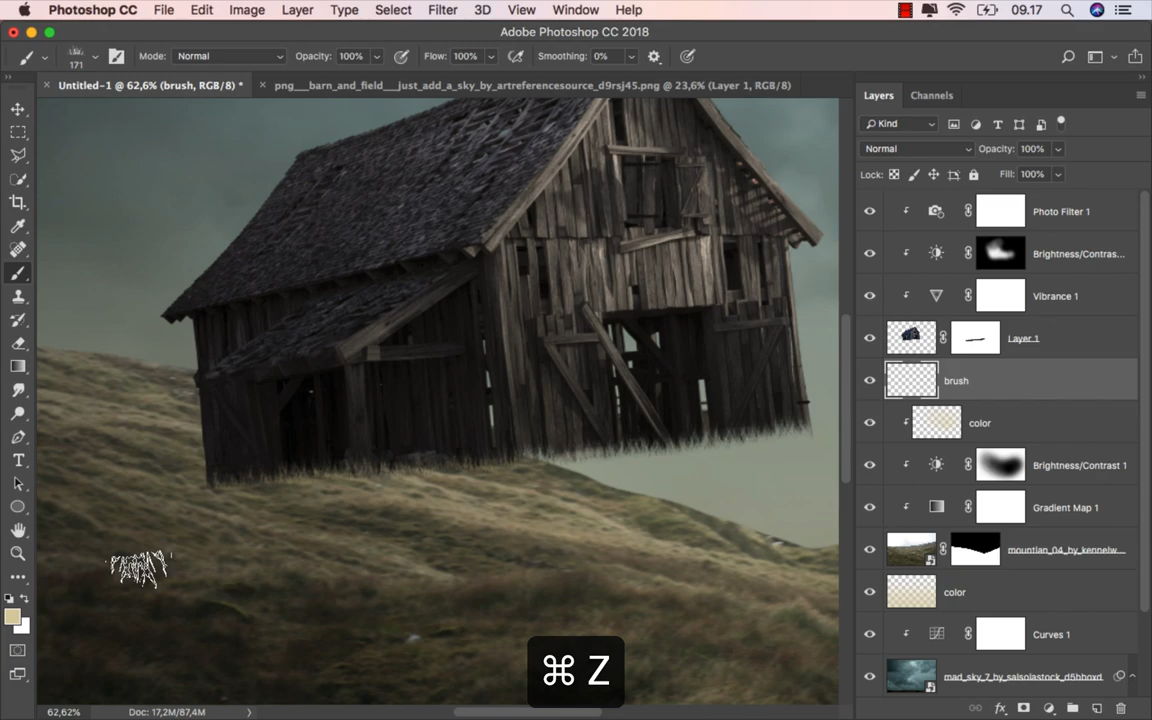 Photoshop CC File Edit Image Layer Type Select Filter 3D View Window Help 09.17
Adobe Photoshop CC 2018
171 Mode: Normal Opacity: 100% Flow: 100% Smoothing: 0%
Untitled-1 @ 62,6% (brush, RGB/8) * png__barn_and_field__just_add_a_sky_by_artreferencesource_d9rsj45.png @ 23,6% (Layer 1, RGB/8)
Layers Channels
Kind
Normal Opacity: 100%
Lock: Fill: 100%
Photo Filter 1
Brightness/Contras...
Vibrance 1
Layer 1
brush
color
Brightness/Contrast 1
Gradient Map 1
mountian_04_by_kennelw...
color
Curves 1
mad_sky_7_by_salsolastock_d5bboxd
⌘ Z
62,62% Doc: 17,2M/87,4M